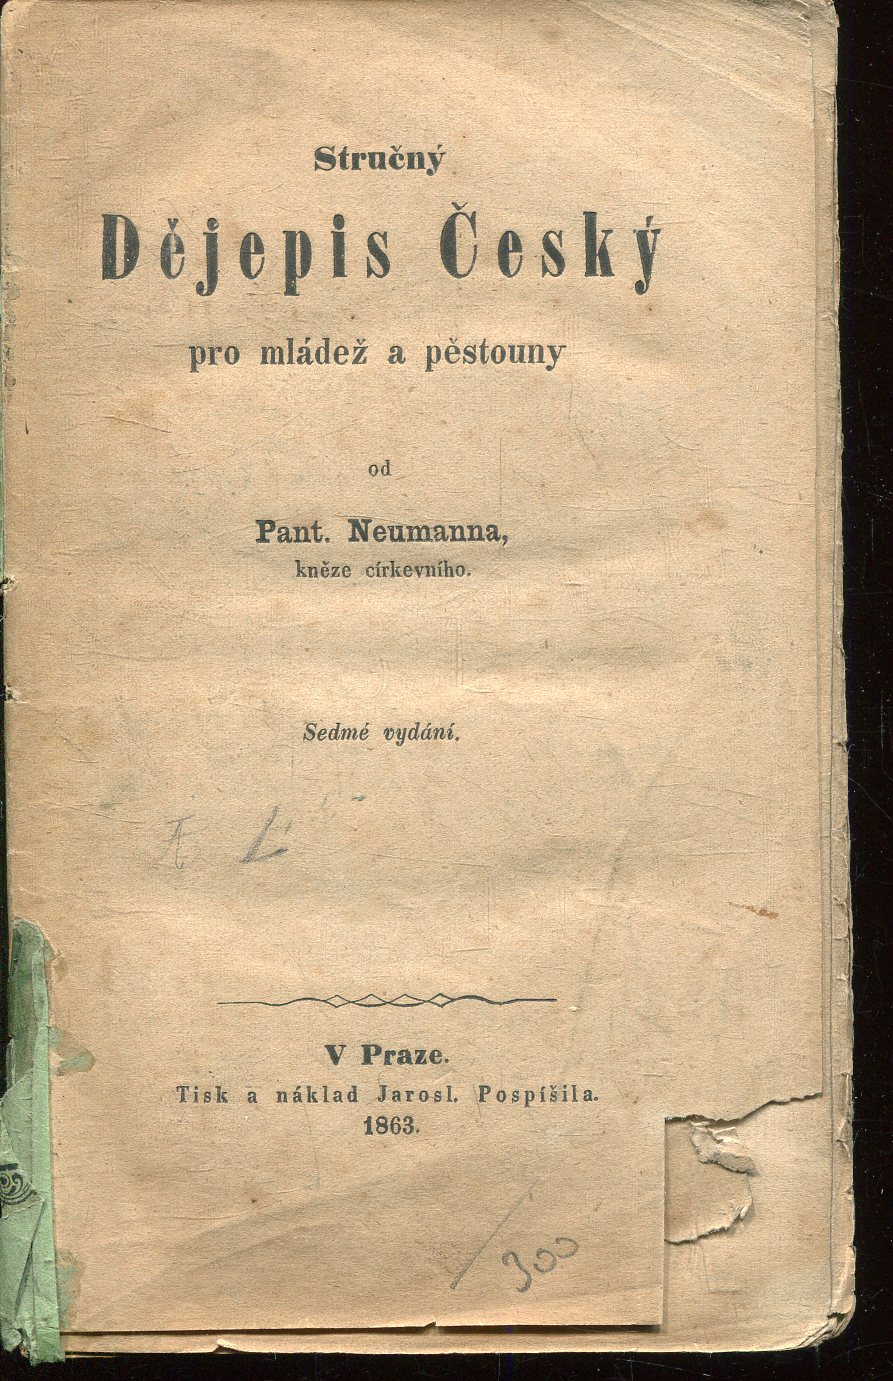 Stručný
Dějepis Český
pro mládež a pěstouny
od
Pant. Neumanna,
kněze církevního.
Sedmé vydání.
V Praze.
Tisk a náklad Jarosl. Pospíšila.
1863.
300